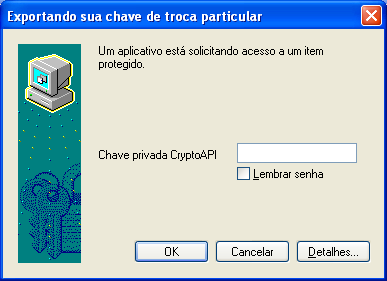 Exportando sua chave de troca particular
Um aplicativo está solicitando acesso a um item
protegido.
Chave privada CryptoAPI
Lembrar senha
OK
Cancelar
Detalhes...